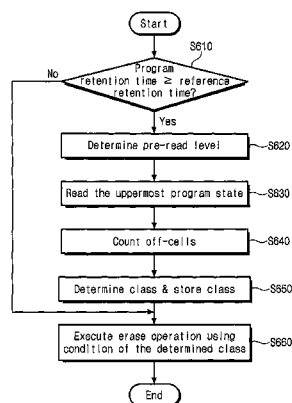 Start
S610
Program
No
retention time ≥ reference
retention time?
Yes
Determine pre-read level
S620
Read the uppermost program state
S630
Count off-cells
S640
Determine class & store class
S650
Execute erase operation using
condition of the determined class
S660
End